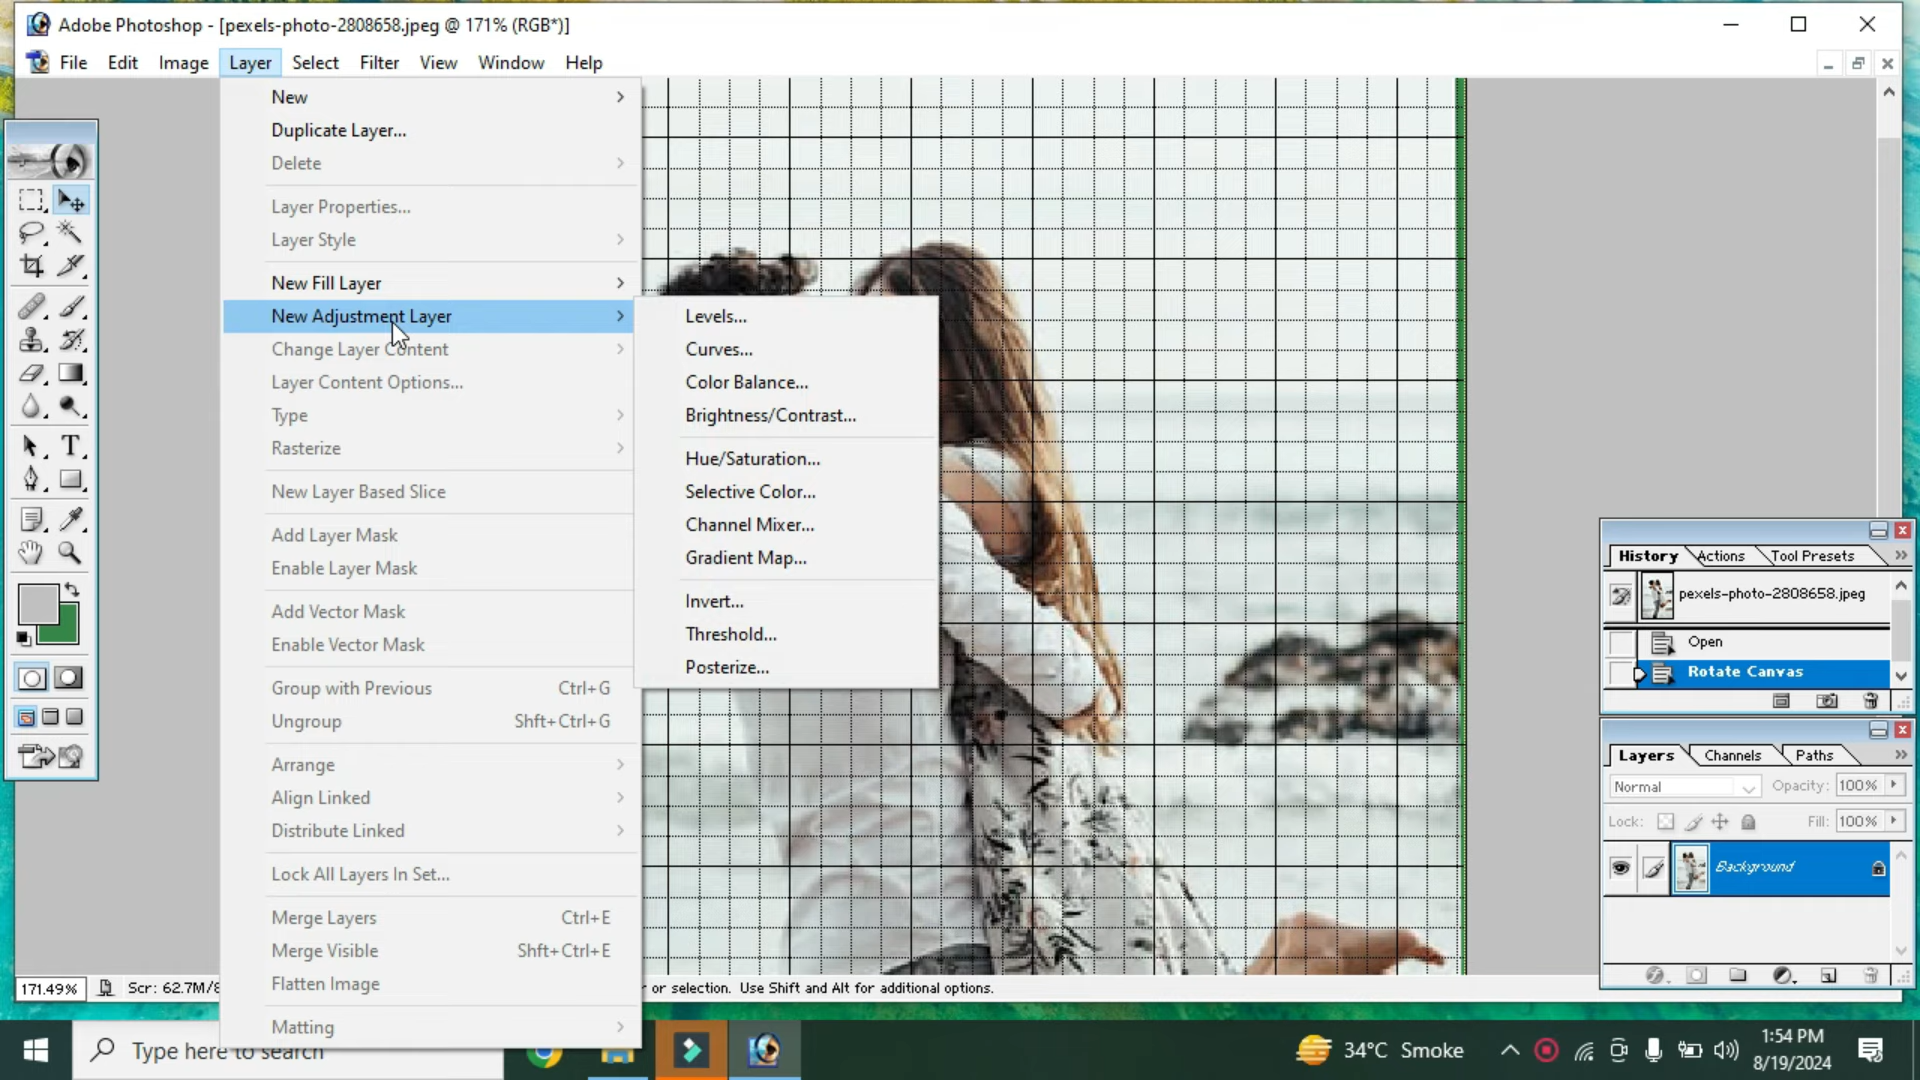 Adobe Photoshop - [pexels-photo-2808658.jpeg @ 171% (RGB*)]
File Edit Image Layer Select Filter View Window Help
New
Duplicate Layer...
Delete
Layer Properties...
Layer Style
New Fill Layer
New Adjustment Layer
Change Layer Content
Layer Content Options...
Type
Rasterize
New Layer Based Slice
Add Layer Mask
Enable Layer Mask
Add Vector Mask
Enable Vector Mask
Group with Previous Ctrl+G
Ungroup Shft+Ctrl+G
Arrange
Align Linked
Distribute Linked
Lock All Layers In Set...
Merge Layers Ctrl+E
Merge Visible Shft+Ctrl+E
Flatten Image
Matting
Levels...
Curves...
Color Balance...
Brightness/Contrast...
Hue/Saturation...
Selective Color...
Channel Mixer...
Gradient Map...
Invert...
Threshold...
Posterize...
T
History Actions Tool Presets
pexels-photo-2808658.jpeg
Open
Rotate Canvas
Layers Channels Paths
Normal Opacity: 100%
Lock: Fill: 100%
Background
171.49% Scr: 62.7M/8 or selection. Use Shift and Alt for additional options.
Type here to search
34°C Smoke
1:54 PM
8/19/2024